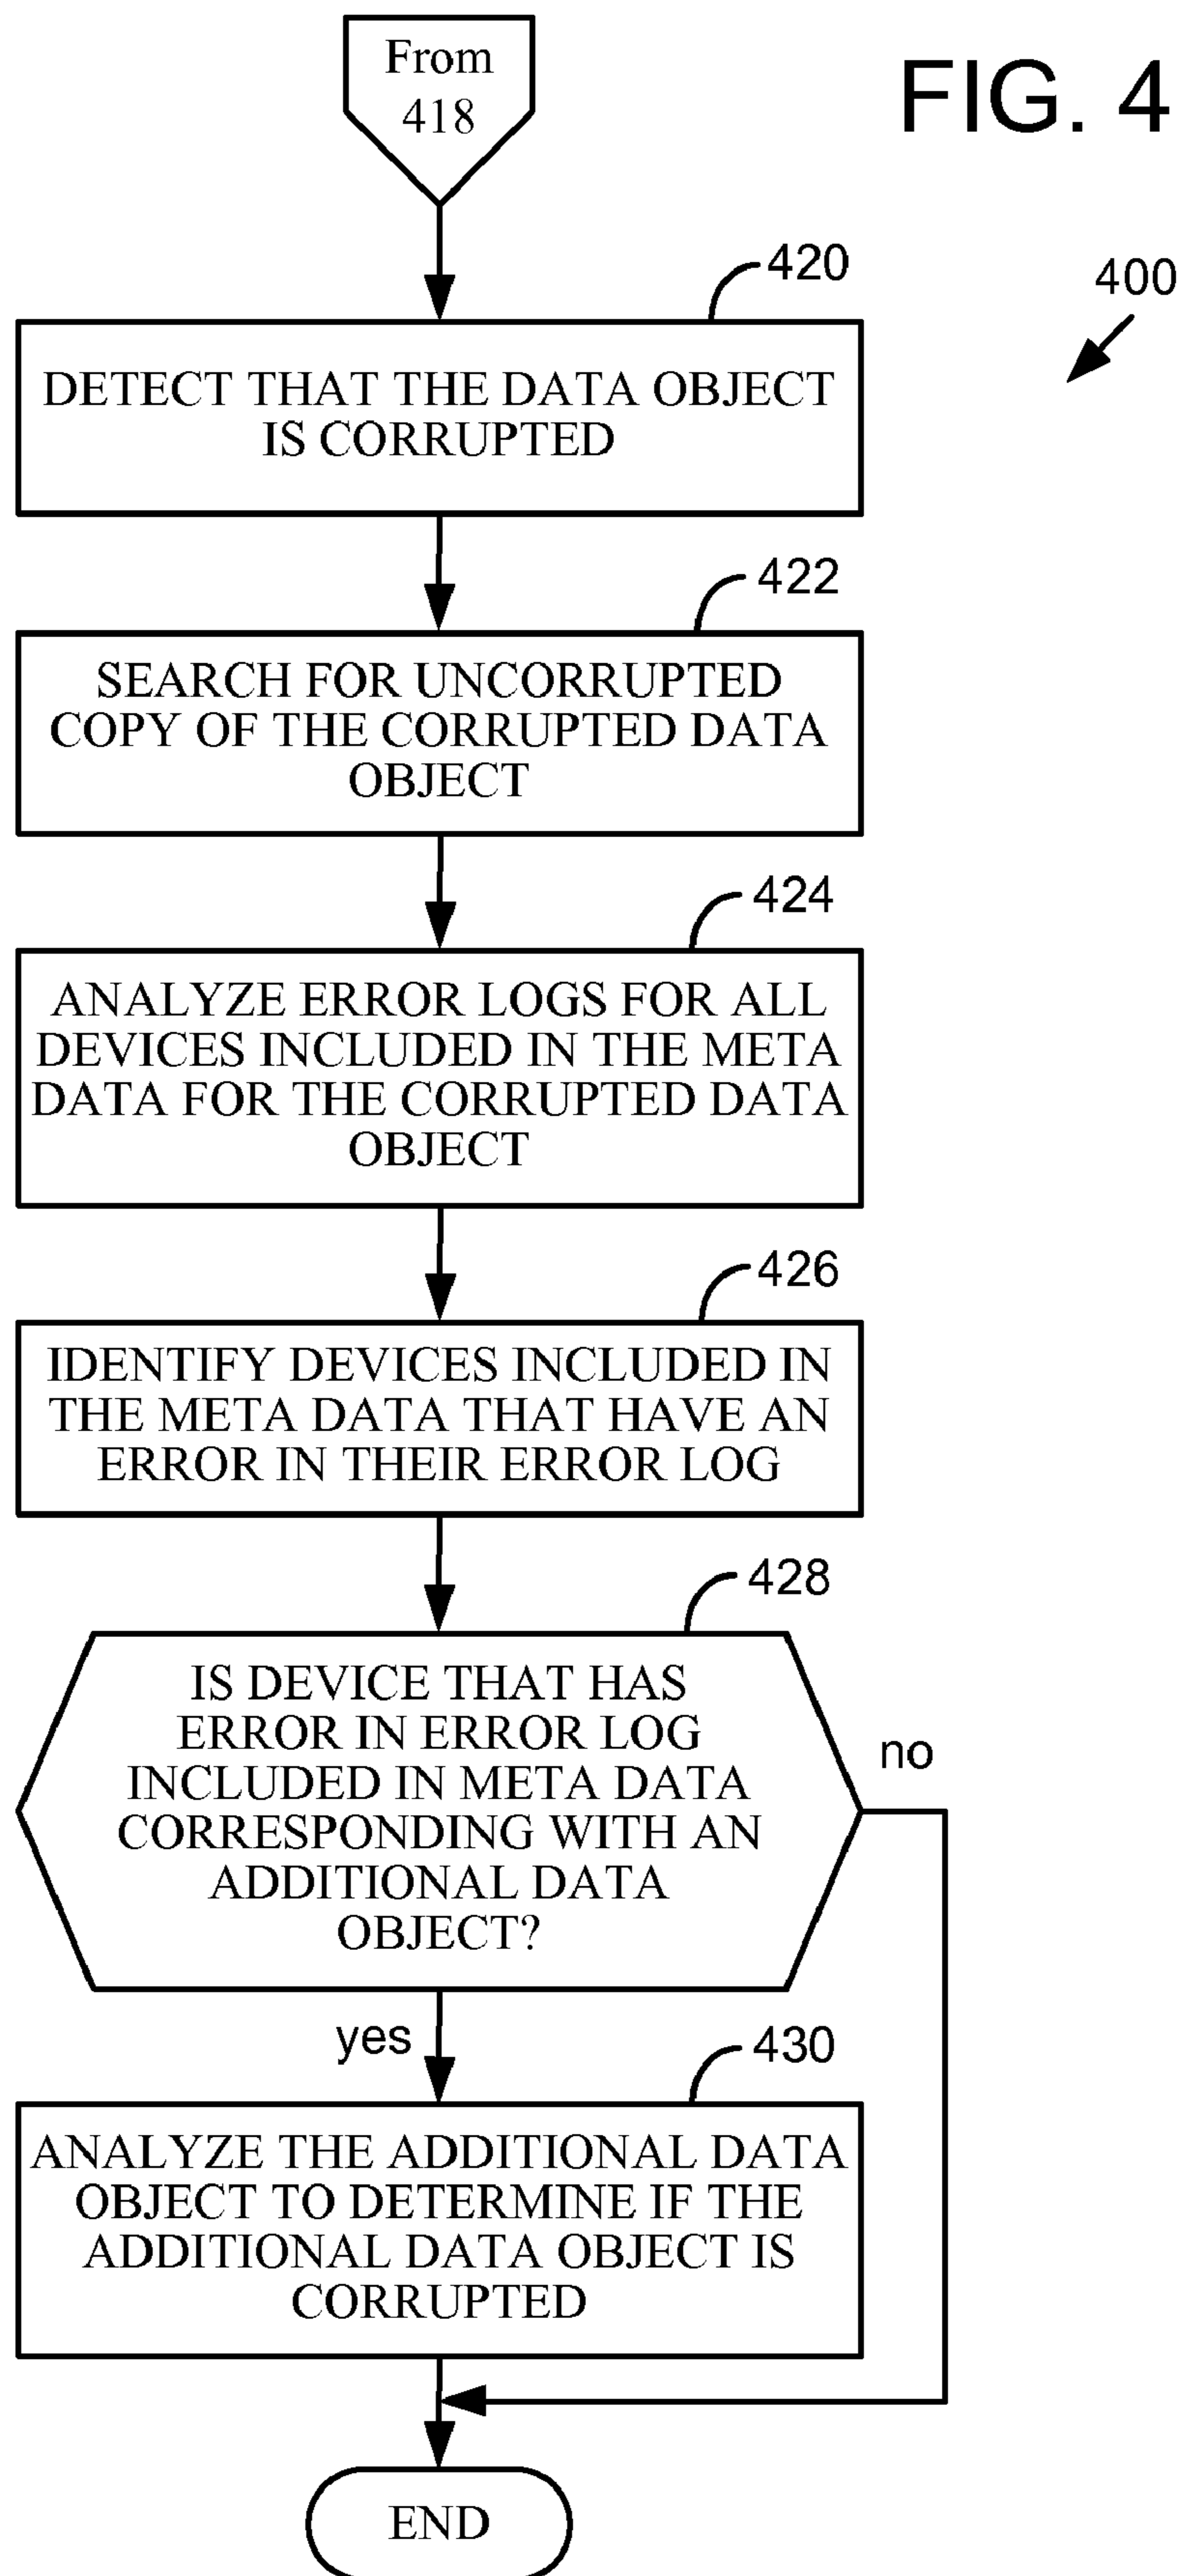 From
418
FIG. 4
400
420
DETECT THAT THE DATA OBJECT
IS CORRUPTED
422
SEARCH FOR UNCORRUPTED
COPY OF THE CORRUPTED DATA
OBJECT
424
ANALYZE ERROR LOGS FOR ALL
DEVICES INCLUDED IN THE META
DATA FOR THE CORRUPTED DATA
OBJECT
426
IDENTIFY DEVICES INCLUDED IN
THE META DATA THAT HAVE AN
ERROR IN THEIR ERROR LOG
428
IS DEVICE THAT HAS
ERROR IN ERROR LOG
INCLUDED IN META DATA
CORRESPONDING WITH AN
ADDITIONAL DATA
OBJECT?
no
yes
430
ANALYZE THE ADDITIONAL DATA
OBJECT TO DETERMINE IF THE
ADDITIONAL DATA OBJECT IS
CORRUPTED
END